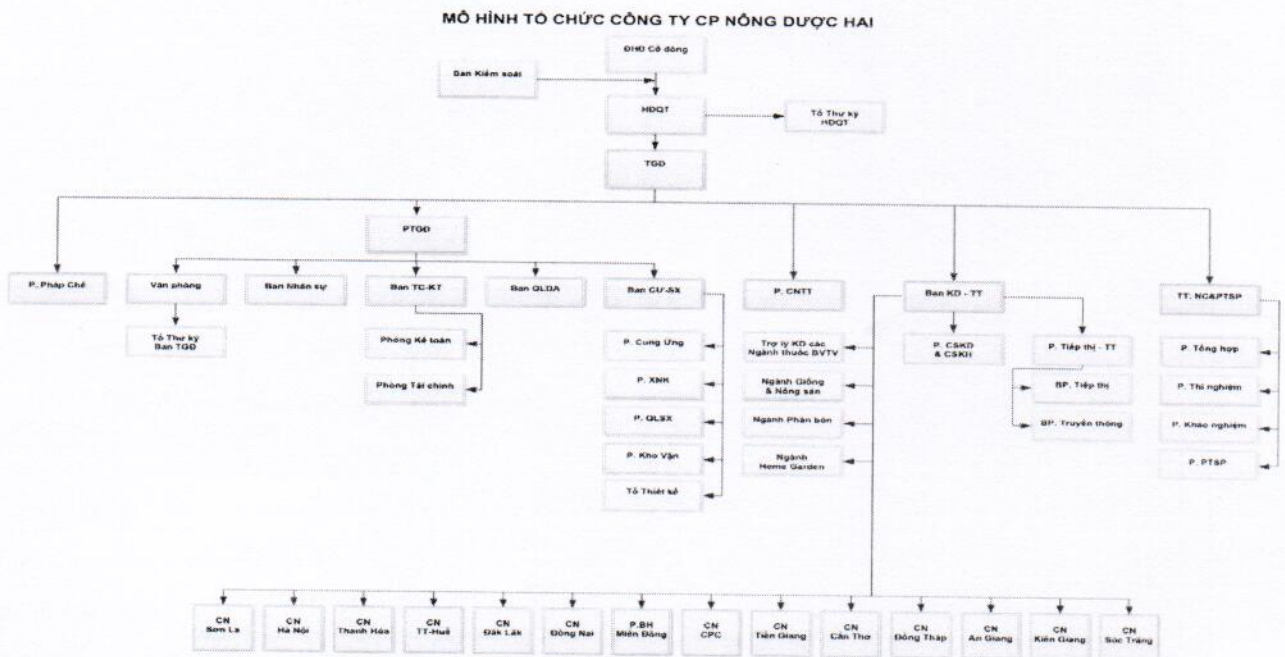 MÔ HÌNH TỔ CHỨC CÔNG TY CP NÔNG DƯỢC HAI
ĐHĐ Cổ đông
Ban Kiểm soát
HĐQT
Tổ Thư ký
HĐQT
TGĐ
PTGĐ
P. Pháp Chế
Văn phòng
Ban Nhân sự
Ban TC-KT
Ban QLDA
Ban CƯ-SX
P. CNTT
Ban KD - TT
TT. NC&PTSP
Tổ Thư ký
Ban TGĐ
Phòng Kế toán
Phòng Tài chính
P. Cung Ứng
P. XNK
P. QLSX
P. Kho Vận
Tổ Thiết kế
Trợ lý KD các
Ngành thuốc BVTV
Ngành Giống
& Nông sản
Ngành Phân bón
Ngành
Home Garden
P. CSKD
& CSKH
P. Tiếp thị - TT
BP. Tiếp thị
BP. Truyền thông
P. Tổng hợp
P. Thí nghiệm
P. Khảo nghiệm
P. PTSP
CN
Sơn La
CN
Hà Nội
CN
Thanh Hóa
CN
TT-Huế
CN
Đăk Lăk
CN
Đồng Nai
P.BH
Miền Đông
CN
CPC
CN
Tiền Giang
CN
Cần Thơ
CN
Đồng Tháp
CN
An Giang
CN
Kiên Giang
CN
Sóc Trăng